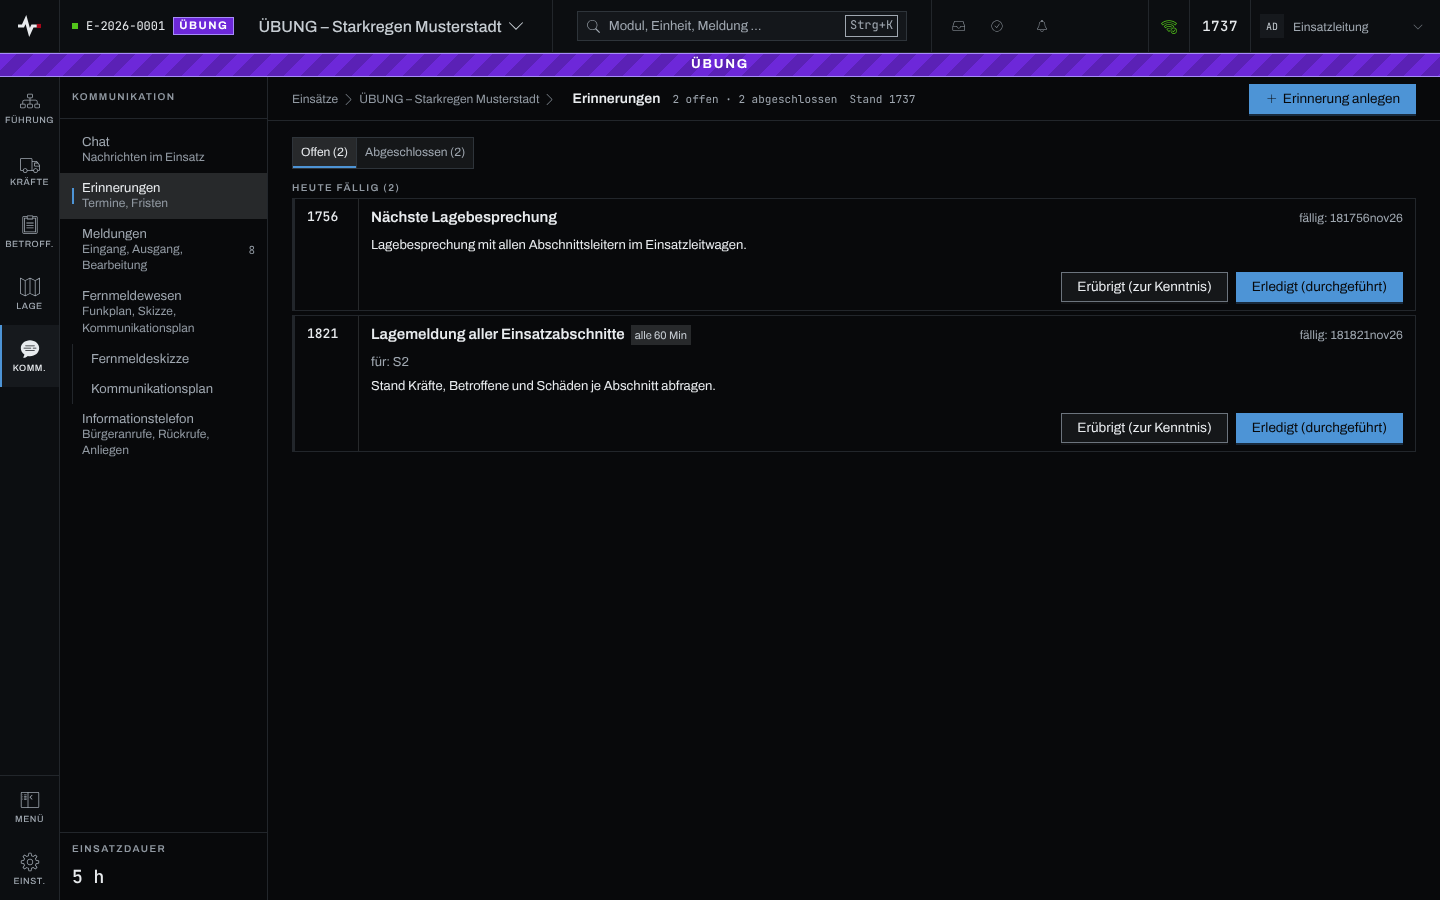 E-2026-0001 ÜBUNG ÜBUNG – Starkregen Musterstadt Modul, Einheit, Meldung ... Strg+K 1737 AD Einsatzleitung
ÜBUNG
FÜHRUNG
KRÄFTE
BETROFF.
LAGE
KOMM.
MENÜ
EINST.
KOMMUNIKATION
Chat
Nachrichten im Einsatz
Erinnerungen
Termine, Fristen
Meldungen
Eingang, Ausgang, 8
Bearbeitung
Fernmeldewesen
Funkplan, Skizze,
Kommunikationsplan
Fernmeldeskizze
Kommunikationsplan
Informationstelefon
Bürgeranrufe, Rückrufe,
Anliegen
EINSATZDAUER
5 h
Einsätze ÜBUNG – Starkregen Musterstadt Erinnerungen 2 offen · 2 abgeschlossen Stand 1737 + Erinnerung anlegen
Offen (2) Abgeschlossen (2)
HEUTE FÄLLIG (2)
1756 Nächste Lagebesprechung fällig: 181756nov26
Lagebesprechung mit allen Abschnittsleitern im Einsatzleitwagen.
Erübrigt (zur Kenntnis) Erledigt (durchgeführt)
1821 Lagemeldung aller Einsatzabschnitte alle 60 Min fällig: 181821nov26
für: S2
Stand Kräfte, Betroffene und Schäden je Abschnitt abfragen.
Erübrigt (zur Kenntnis) Erledigt (durchgeführt)